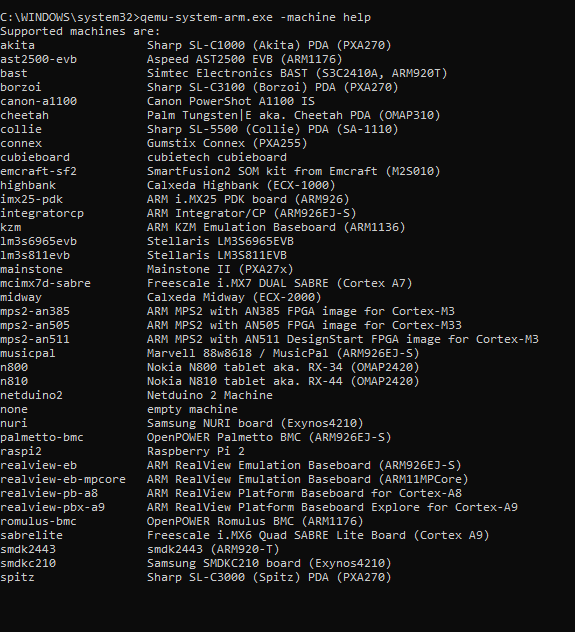 C:\WINDOWS\system32>qemu-system-arm.exe -machine help
Supported machines are:
akita                Sharp SL-C1000 (Akita) PDA (PXA270)
ast2500-evb          Aspeed AST2500 EVB (ARM1176)
bast                 Simtec Electronics BAST (S3C2410A, ARM920T)
borzoi               Sharp SL-C3100 (Borzoi) PDA (PXA270)
canon-a1100          Canon PowerShot A1100 IS
cheetah              Palm Tungsten|E aka. Cheetah PDA (OMAP310)
collie               Sharp SL-5500 (Collie) PDA (SA-1110)
connex               Gumstix Connex (PXA255)
cubieboard           cubietech cubieboard
emcraft-sf2          SmartFusion2 SOM kit from Emcraft (M2S010)
highbank             Calxeda Highbank (ECX-1000)
imx25-pdk            ARM i.MX25 PDK board (ARM926)
integratorcp         ARM Integrator/CP (ARM926EJ-S)
kzm                  ARM KZM Emulation Baseboard (ARM1136)
lm3s6965evb          Stellaris LM3S6965EVB
lm3s811evb           Stellaris LM3S811EVB
mainstone            Mainstone II (PXA27x)
mcimx7d-sabre        Freescale i.MX7 DUAL SABRE (Cortex A7)
midway               Calxeda Midway (ECX-2000)
mps2-an385           ARM MPS2 with AN385 FPGA image for Cortex-M3
mps2-an505           ARM MPS2 with AN505 FPGA image for Cortex-M33
mps2-an511           ARM MPS2 with AN511 DesignStart FPGA image for Cortex-M3
musicpal             Marvell 88w8618 / MusicPal (ARM926EJ-S)
n800                 Nokia N800 tablet aka. RX-34 (OMAP2420)
n810                 Nokia N810 tablet aka. RX-44 (OMAP2420)
netduino2            Netduino 2 Machine
none                 empty machine
nuri                 Samsung NURI board (Exynos4210)
palmetto-bmc         OpenPOWER Palmetto BMC (ARM926EJ-S)
raspi2               Raspberry Pi 2
realview-eb          ARM RealView Emulation Baseboard (ARM926EJ-S)
realview-eb-mpcore   ARM RealView Emulation Baseboard (ARM11MPCore)
realview-pb-a8       ARM RealView Platform Baseboard for Cortex-A8
realview-pbx-a9      ARM RealView Platform Baseboard Explore for Cortex-A9
romulus-bmc          OpenPOWER Romulus BMC (ARM1176)
sabrelite            Freescale i.MX6 Quad SABRE Lite Board (Cortex A9)
smdk2443             smdk2443 (ARM920-T)
smdkc210             Samsung SMDKC210 board (Exynos4210)
spitz                Sharp SL-C3000 (Spitz) PDA (PXA270)